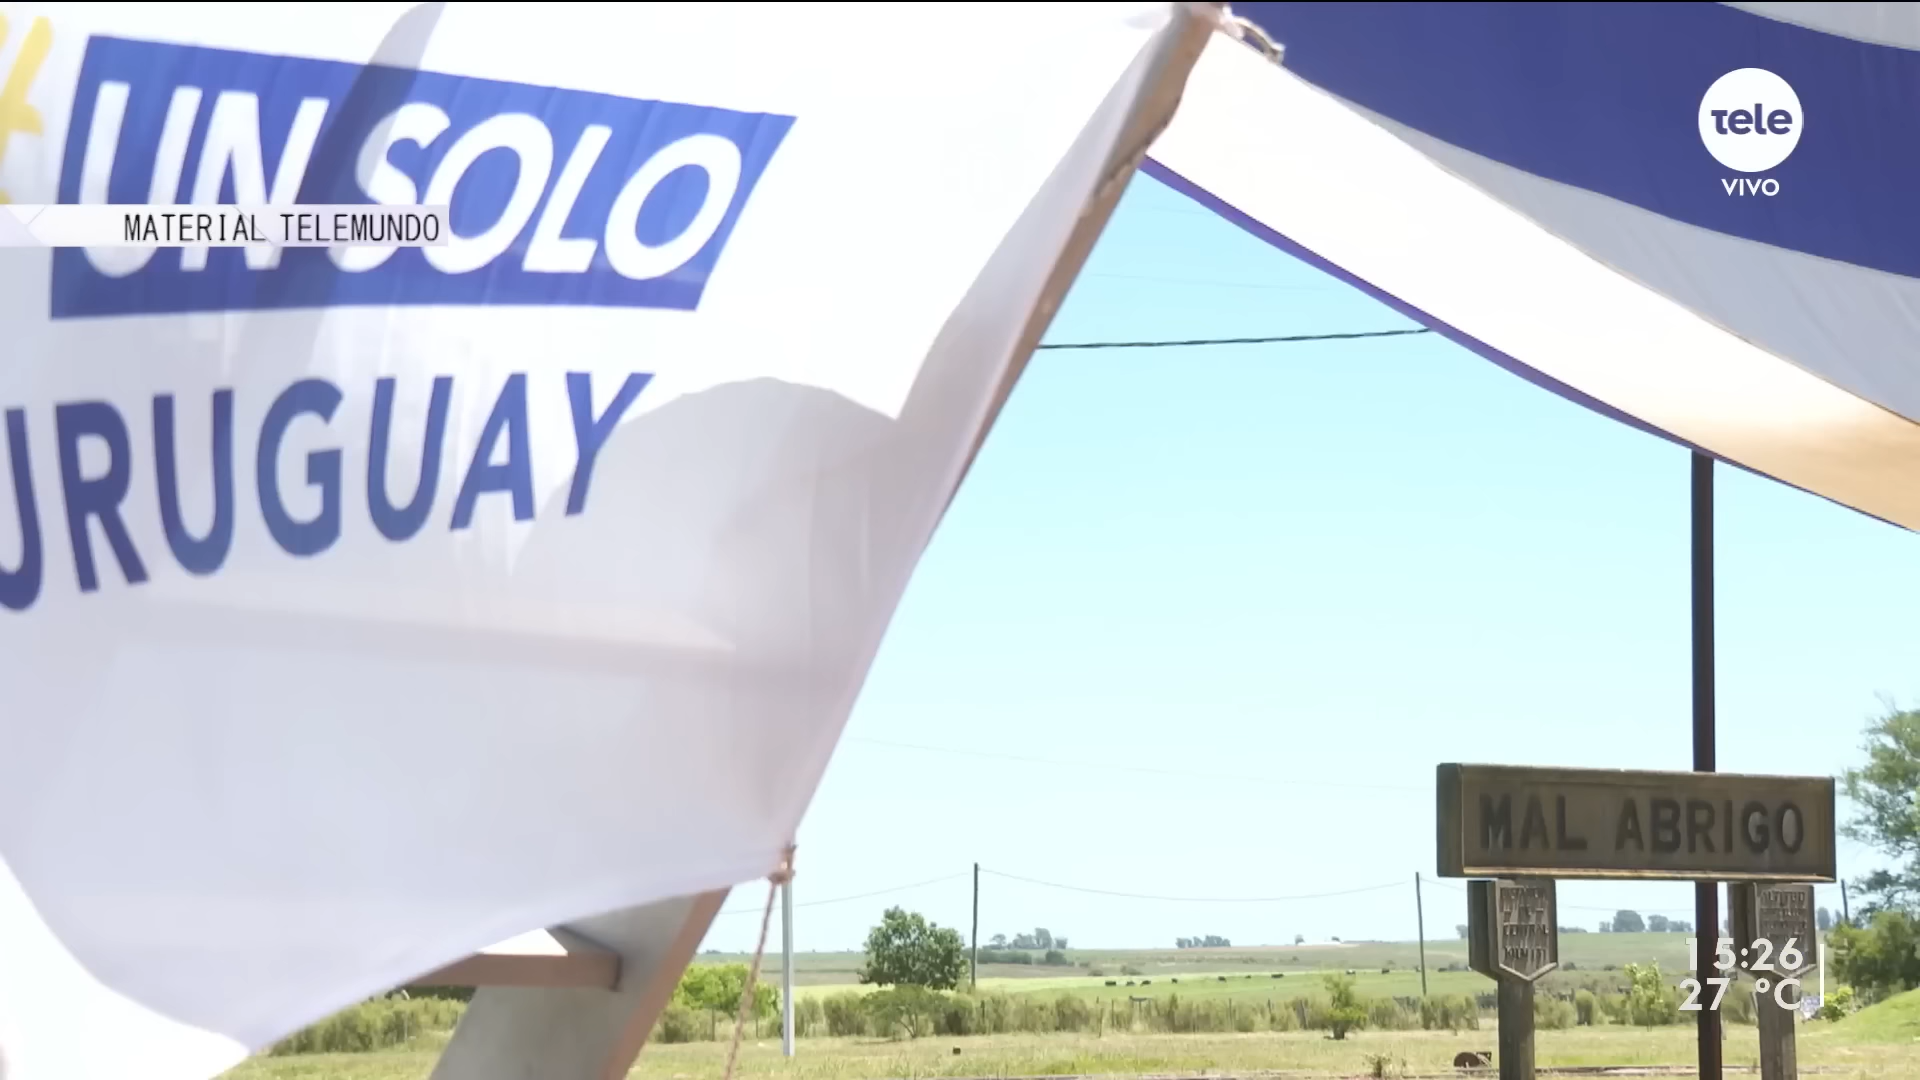 #
UN SOLO
URUGUAY
MATERIAL TELEMUNDO
tele
VIVO
MAL ABRIGO
15:26
27 °C